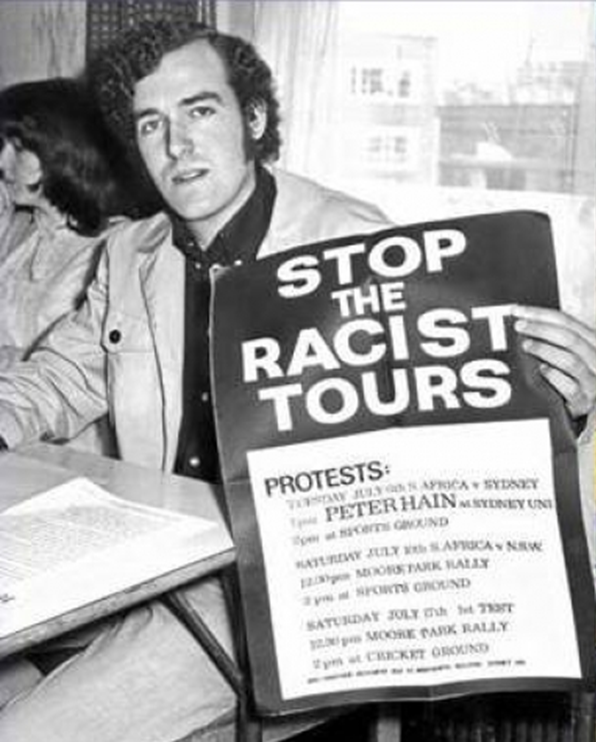 STOP
THE
RACIST
TOURS
PROTESTS:
TUESDAY JULY 6th S. AFRICA v SYDNEY
1pm PETER HAIN at SYDNEY UNI
2pm at SPORTS GROUND
SATURDAY JULY 10th S. AFRICA v N.S.W.
12.30pm MOORE PARK RALLY
2 pm at SPORTS GROUND
SATURDAY JULY 17th 1st TEST
12.30 pm MOORE PARK RALLY
2 pm at CRICKET GROUND